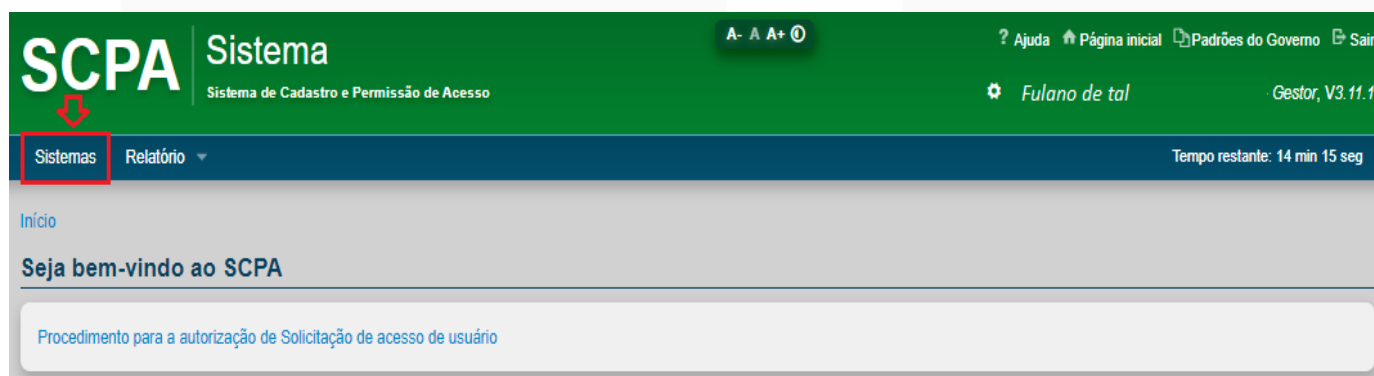 SCPA
Sistema
Sistema de Cadastro e Permissão de Acesso
A- A A+
? Ajuda Página inicial Padrões do Governo Sair
Fulano de tal Gestor, V3.11.1
Sistemas Relatório Tempo restante: 14 min 15 seg
Início
Seja bem-vindo ao SCPA
Procedimento para a autorização de Solicitação de acesso de usuário